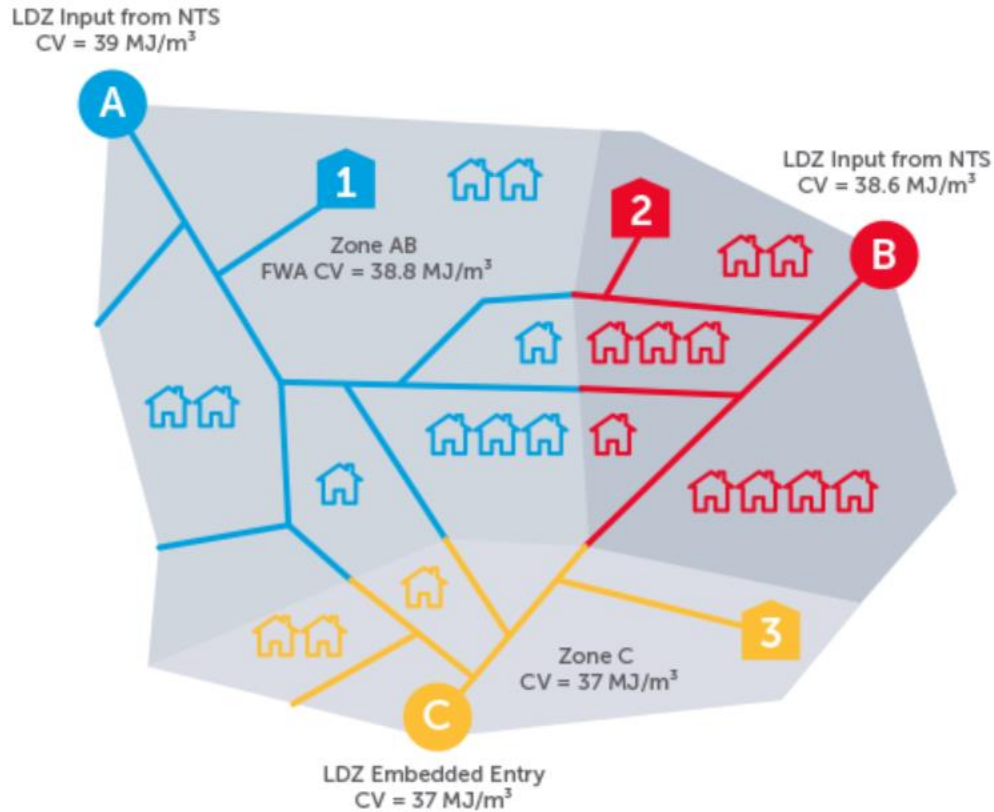 LDZ Input from NTS
CV = 39 MJ/m³
A
1
2
LDZ Input from NTS
CV = 38.6 MJ/m³
B
Zone AB
FWA CV = 38.8 MJ/m³
3
Zone C
CV = 37 MJ/m³
C
LDZ Embedded Entry
CV = 37 MJ/m³